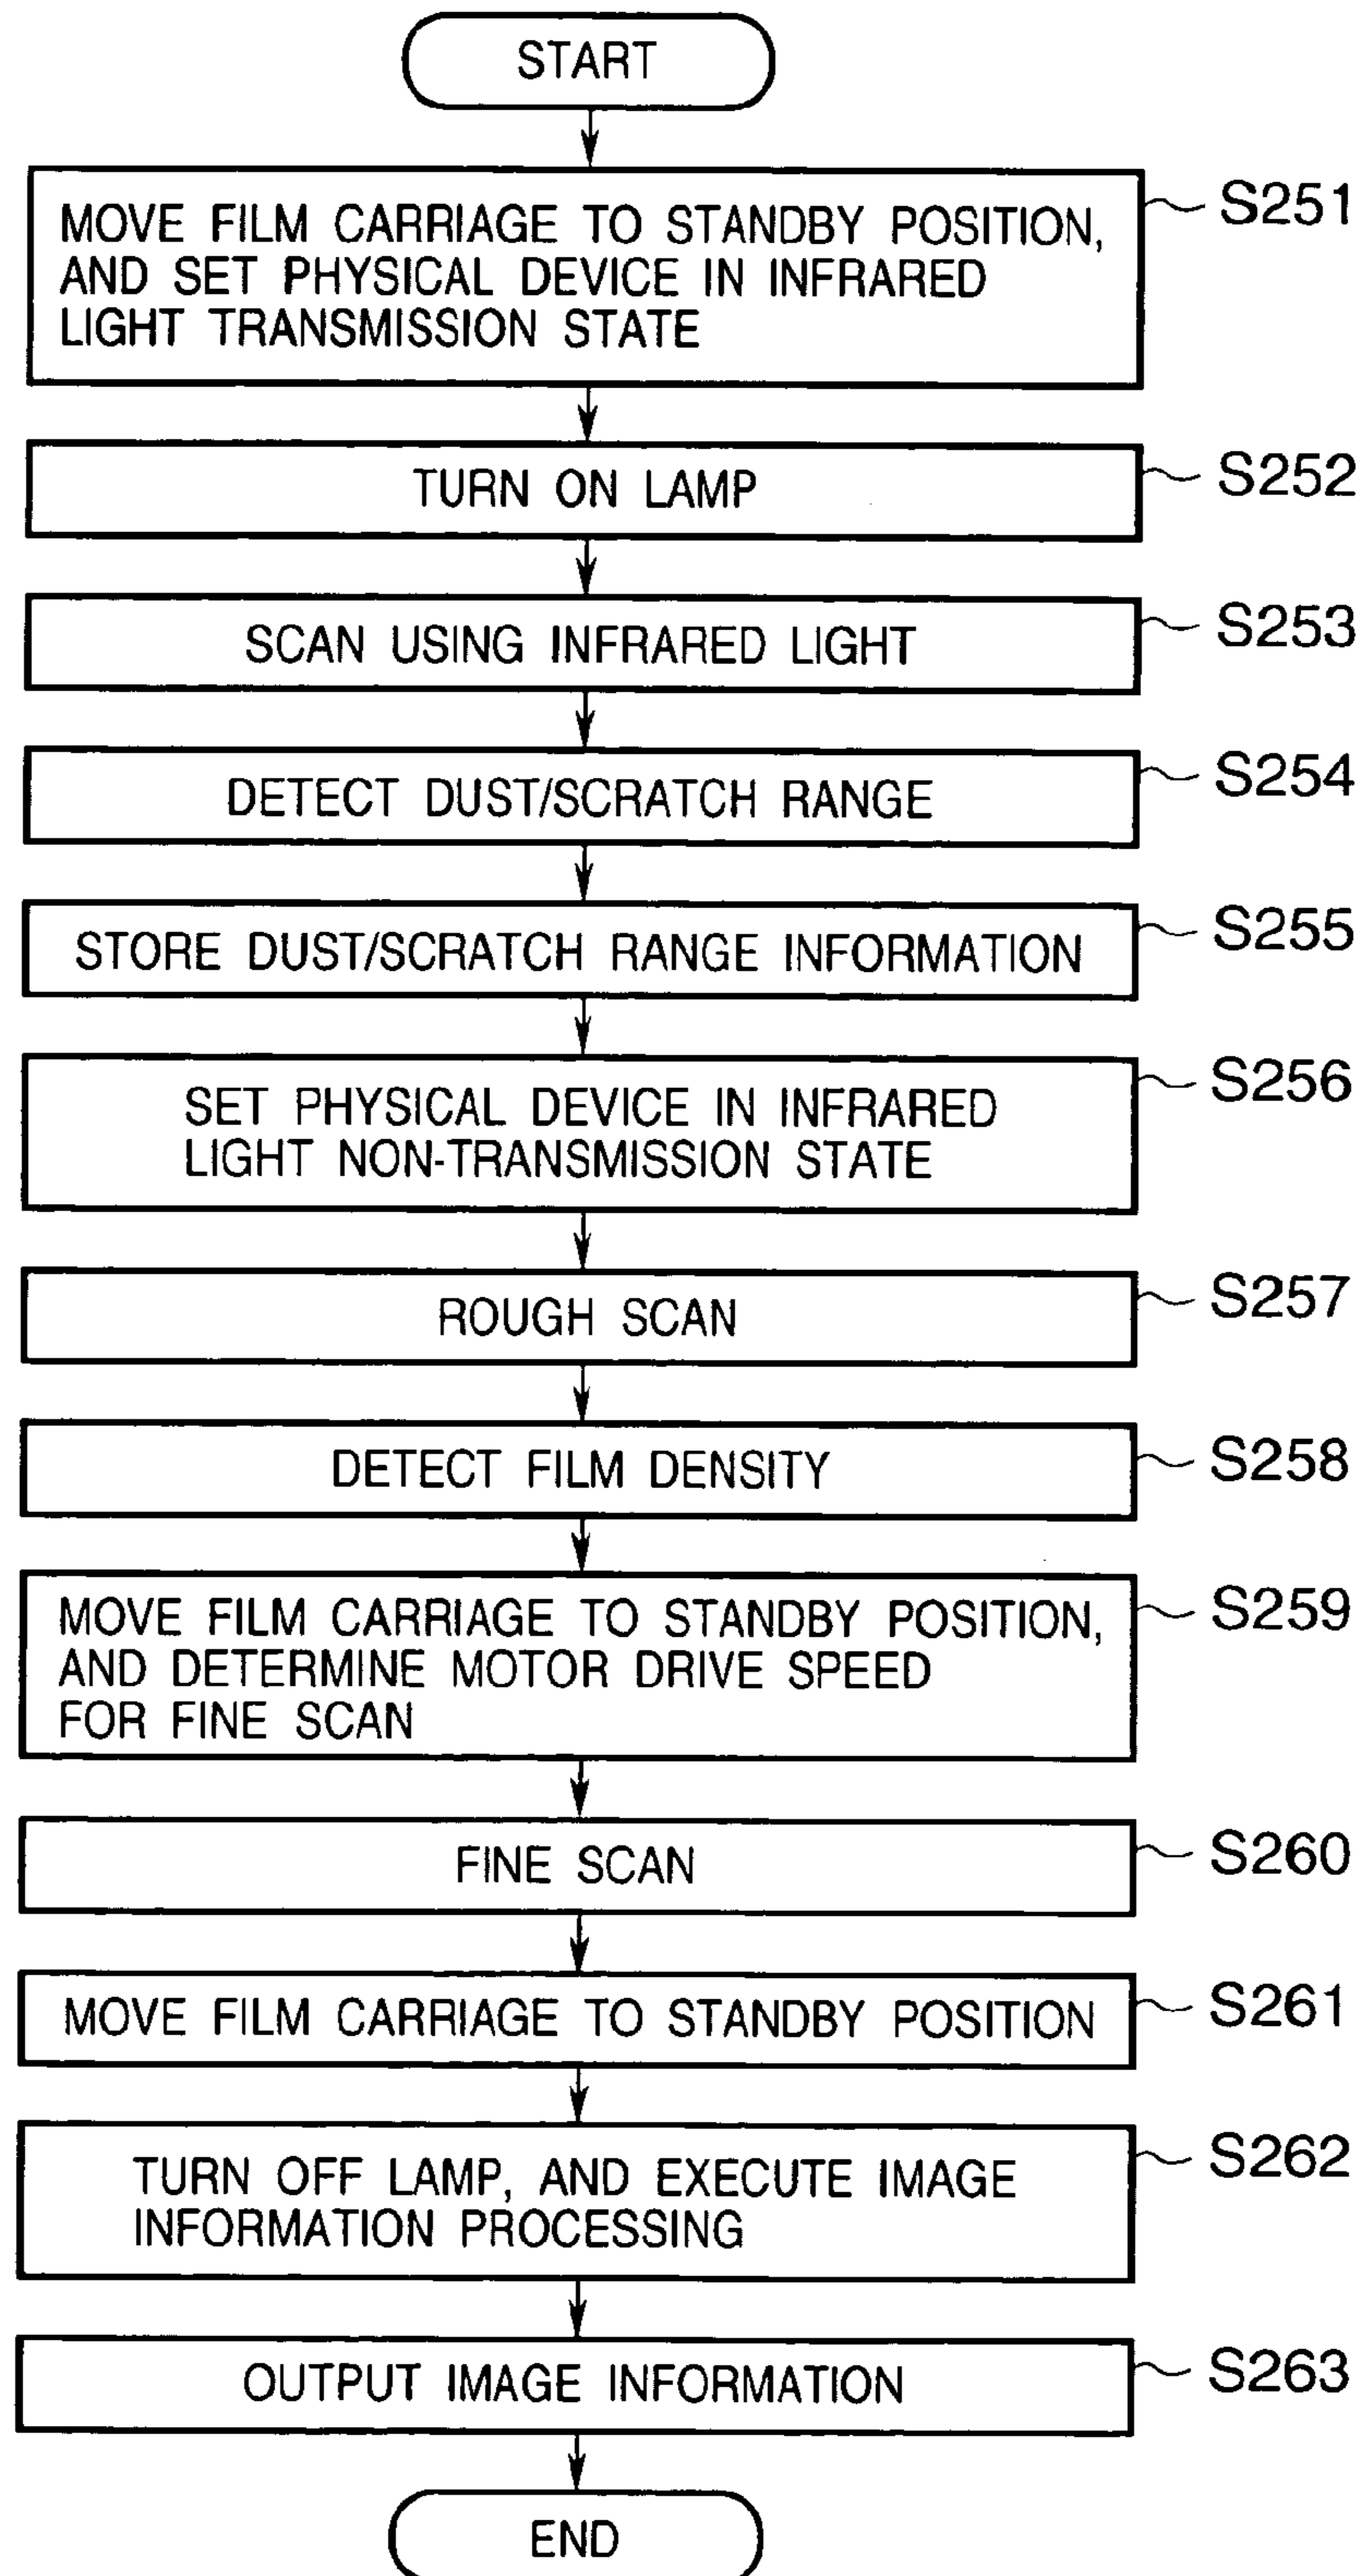 START
MOVE FILM CARRIAGE TO STANDBY POSITION,
AND SET PHYSICAL DEVICE IN INFRARED
LIGHT TRANSMISSION STATE
S251
TURN ON LAMP
S252
SCAN USING INFRARED LIGHT
S253
DETECT DUST/SCRATCH RANGE
S254
STORE DUST/SCRATCH RANGE INFORMATION
S255
SET PHYSICAL DEVICE IN INFRARED
LIGHT NON-TRANSMISSION STATE
S256
ROUGH SCAN
S257
DETECT FILM DENSITY
S258
MOVE FILM CARRIAGE TO STANDBY POSITION,
AND DETERMINE MOTOR DRIVE SPEED
FOR FINE SCAN
S259
FINE SCAN
S260
MOVE FILM CARRIAGE TO STANDBY POSITION
S261
TURN OFF LAMP, AND EXECUTE IMAGE
INFORMATION PROCESSING
S262
OUTPUT IMAGE INFORMATION
S263
END